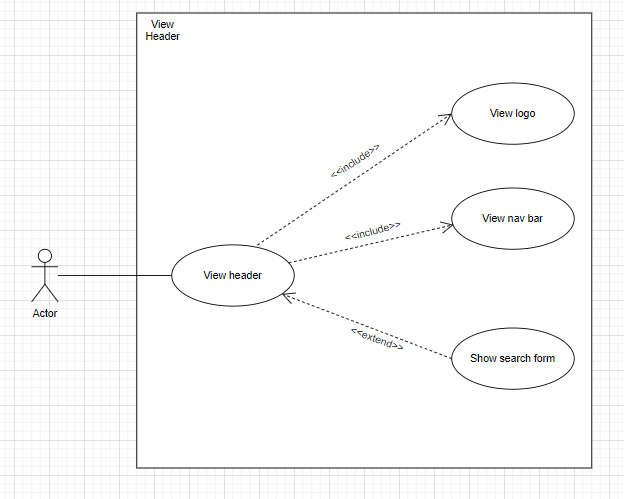 View
Header
View logo
<<include>>
<<include>>
View nav bar
View header
Actor
<<extend>>
Show search form